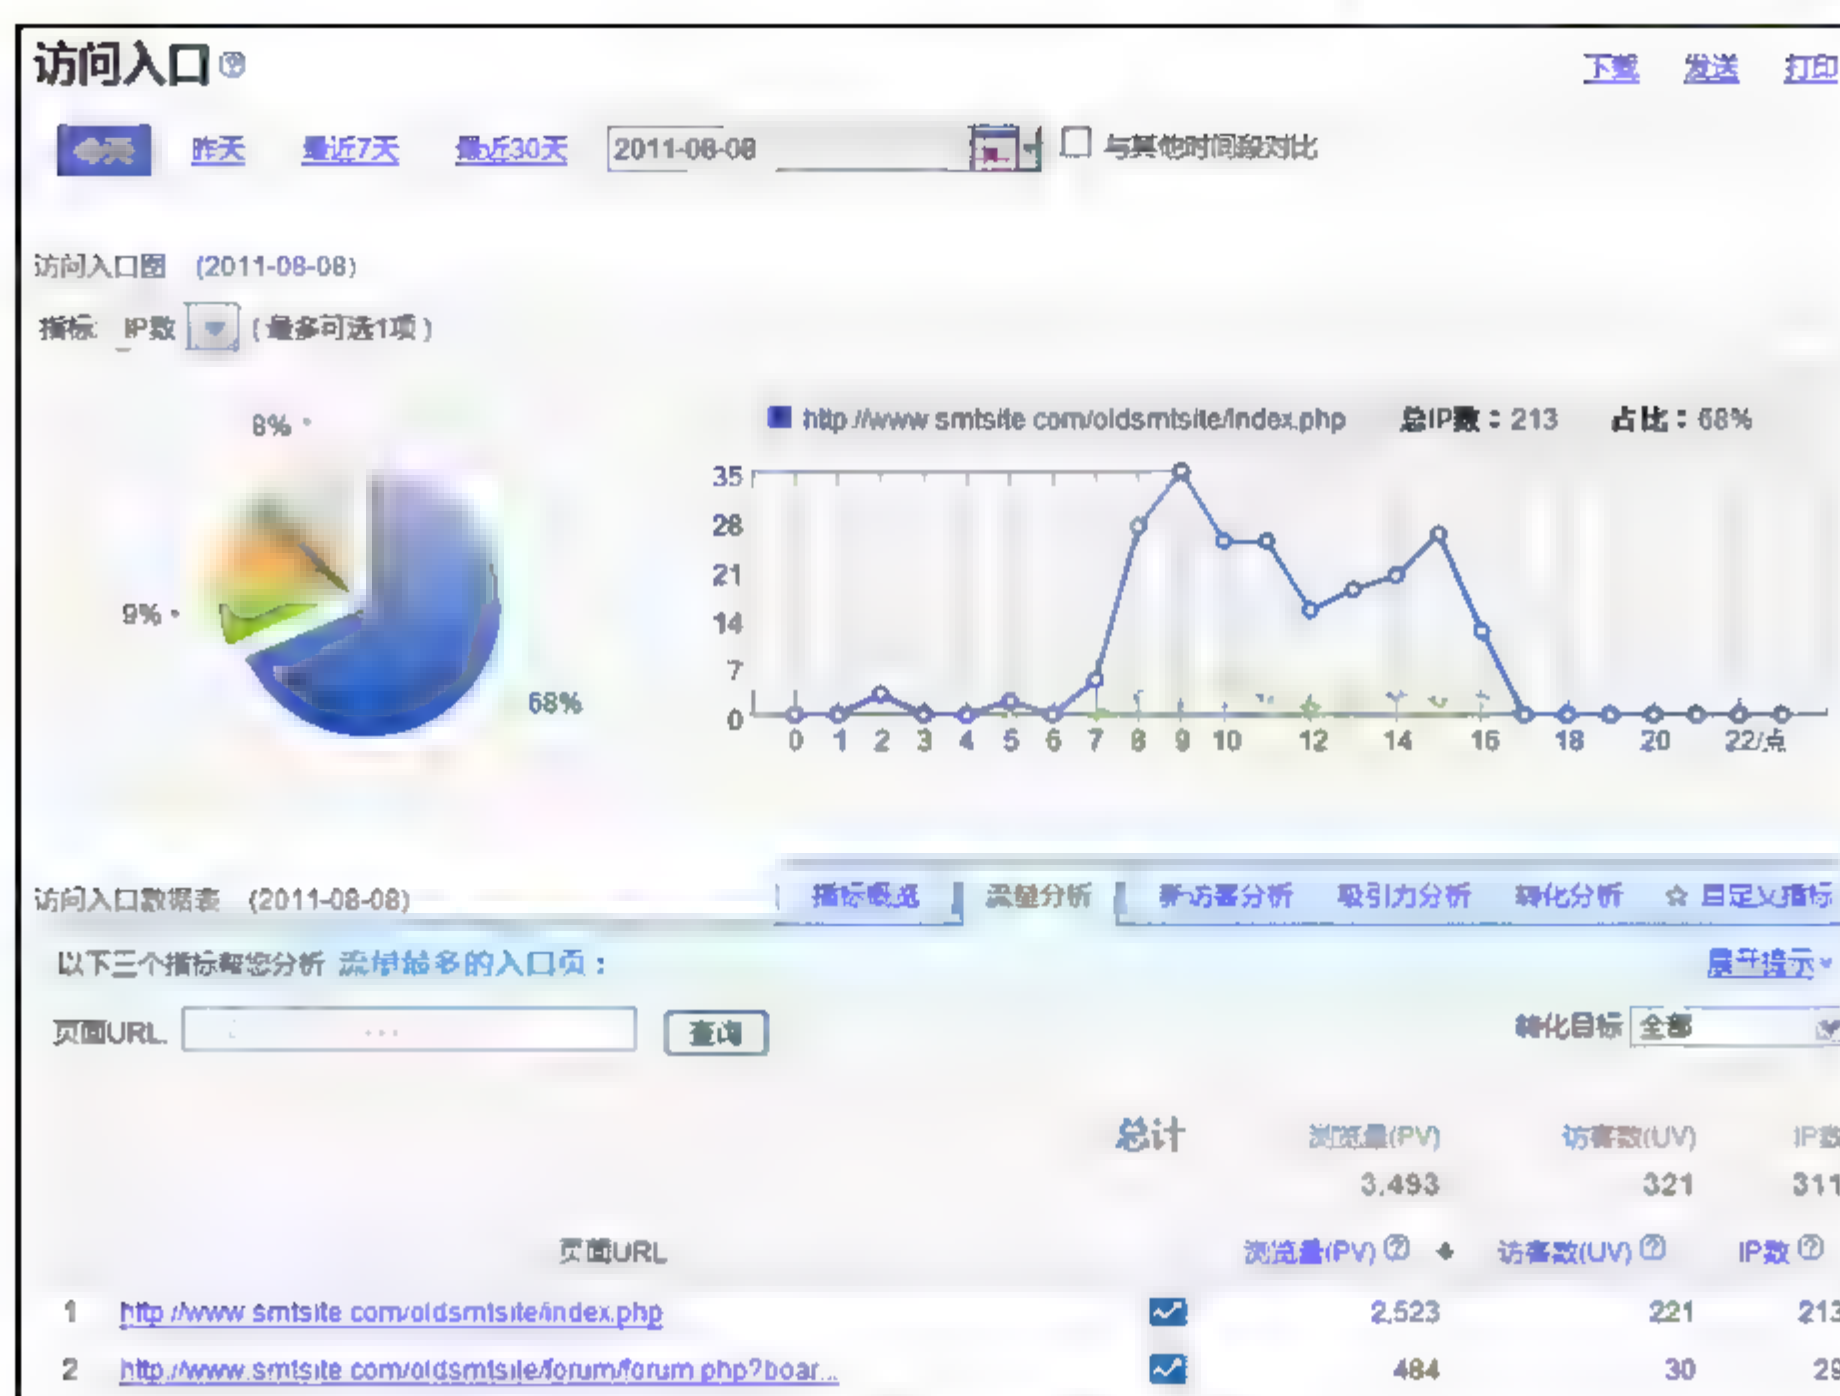 访问入口
下载 发送 打印
今天 昨天 最近7天 最近30天 2011-08-08 与其他时间段对比
访问入口图 (2011-08-08)
指标: IP数 (最多可选1项)
8%
9%
68%
http://www.smtsite.com/oldsmtsite/index.php 总IP数：213 占比：68%
35
28
21
14
7
0
0 1 2 3 4 5 6 7 8 9 10 12 14 16 18 20 22/点
访问入口数据表 (2011-08-08) 指标概览 流量分析 新访客分析 吸引力分析 转化分析 ☆ 自定义指标
以下三个指标帮您分析 流量最多的入口页：
展开提示
页面URL 查询 转化目标 全部
总计 浏览量(PV) 访客数(UV) IP数
3,493 321 311
页面URL 浏览量(PV) 访客数(UV) IP数
1 http://www.smtsite.com/oldsmtsite/index.php 2,523 221 213
2 http://www.smtsite.com/oldsmtsite/forum/forum.php?boar... 484 30 29